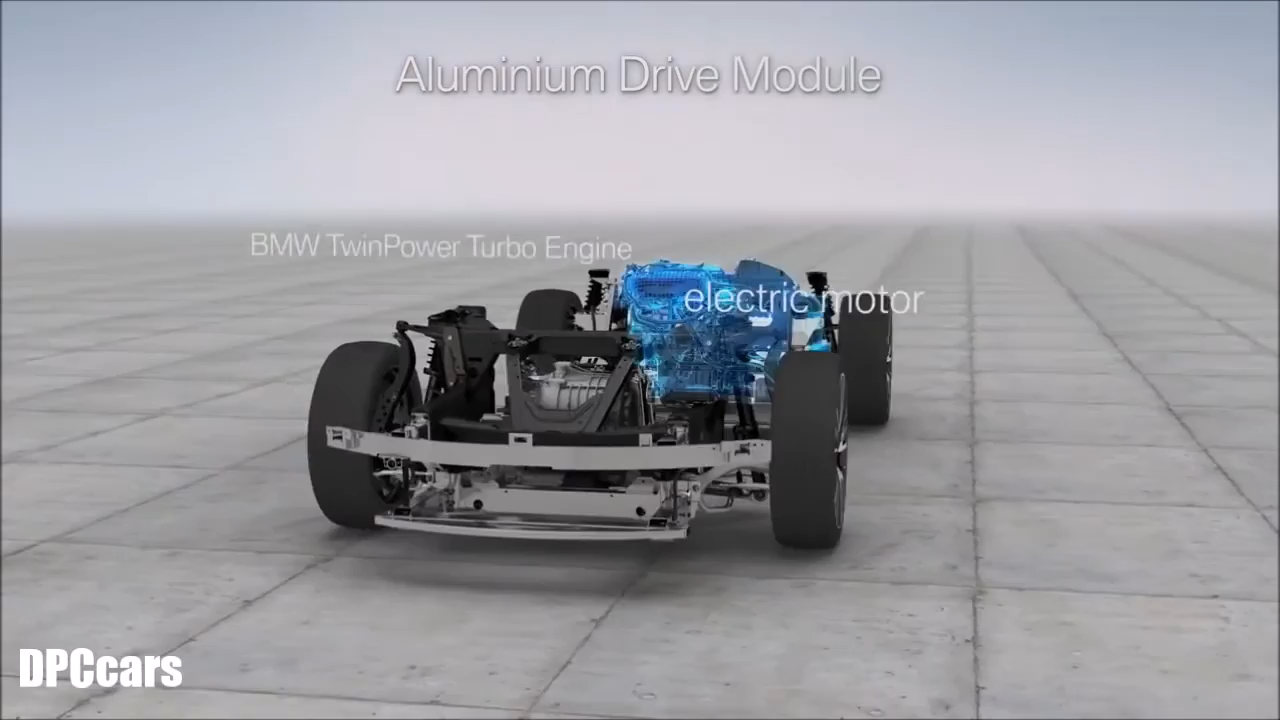 Aluminium Drive Module
BMW TwinPower Turbo Engine
electric motor
DPCcars